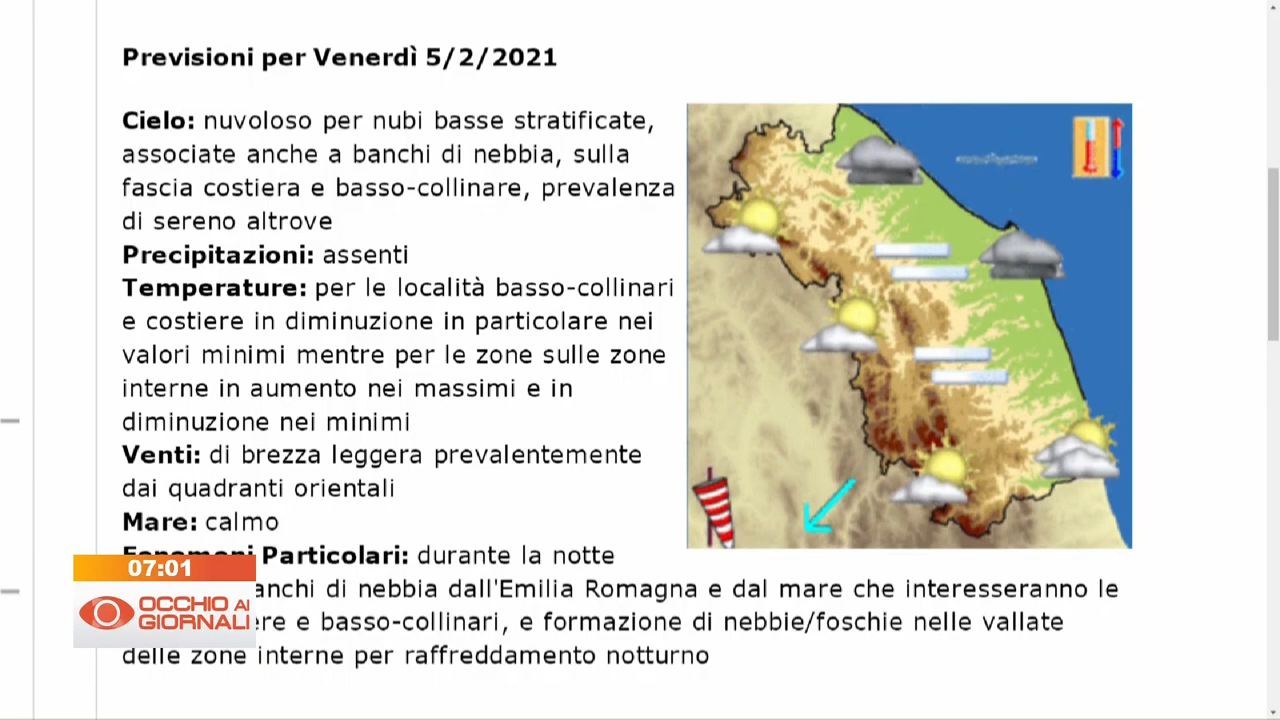 Previsioni per Venerdì 5/2/2021
Cielo: nuvoloso per nubi basse stratificate,
associate anche a banchi di nebbia, sulla
fascia costiera e basso-collinare, prevalenza
di sereno altrove
Precipitazioni: assenti
Temperature: per le località basso-collinari
e costiere in diminuzione in particolare nei
valori minimi mentre per le zone sulle zone
interne in aumento nei massimi e in
diminuzione nei minimi
Venti: di brezza leggera prevalentemente
dai quadranti orientali
Mare: calmo
Fenomeni Particolari: durante la notte
anchi di nebbia dall'Emilia Romagna e dal mare che interesseranno le
ere e basso-collinari, e formazione di nebbie/foschie nelle vallate
delle zone interne per raffreddamento notturno
07:01
OCCHIO AI
GIORNALI